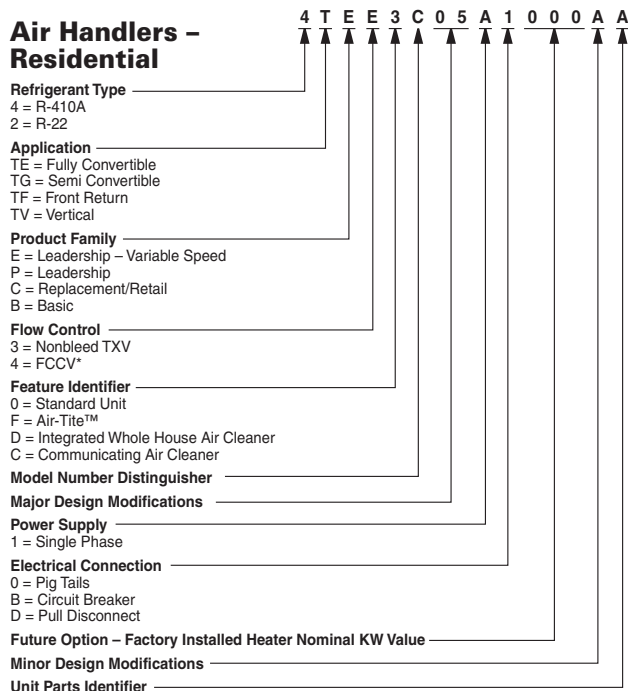 Air Handlers –
Residential
4 T E E 3 C 0 5 A 1 0 0 0 A A
Refrigerant Type
4 = R-410A
2 = R-22
Application
TE = Fully Convertible
TG = Semi Convertible
TF = Front Return
TV = Vertical
Product Family
E = Leadership – Variable Speed
P = Leadership
C = Replacement/Retail
B = Basic
Flow Control
3 = Nonbleed TXV
4 = FCCV*
Feature Identifier
0 = Standard Unit
F = Air-Tite™
D = Integrated Whole House Air Cleaner
C = Communicating Air Cleaner
Model Number Distinguisher
Major Design Modifications
Power Supply
1 = Single Phase
Electrical Connection
0 = Pig Tails
B = Circuit Breaker
D = Pull Disconnect
Future Option – Factory Installed Heater Nominal KW Value
Minor Design Modifications
Unit Parts Identifier